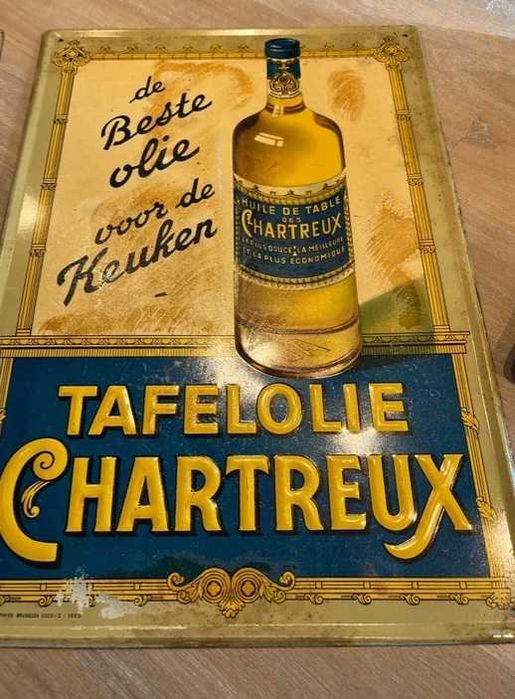 de
Beste
olie
voor de
Keuken
HUILE DE TABLE
DES
CHARTREUX
LA PLUS DOUCE LA MEILLEURE
ET LA PLUS ECONOMIQUE
TAFELOLIE
CHARTREUX
BRUXELLES